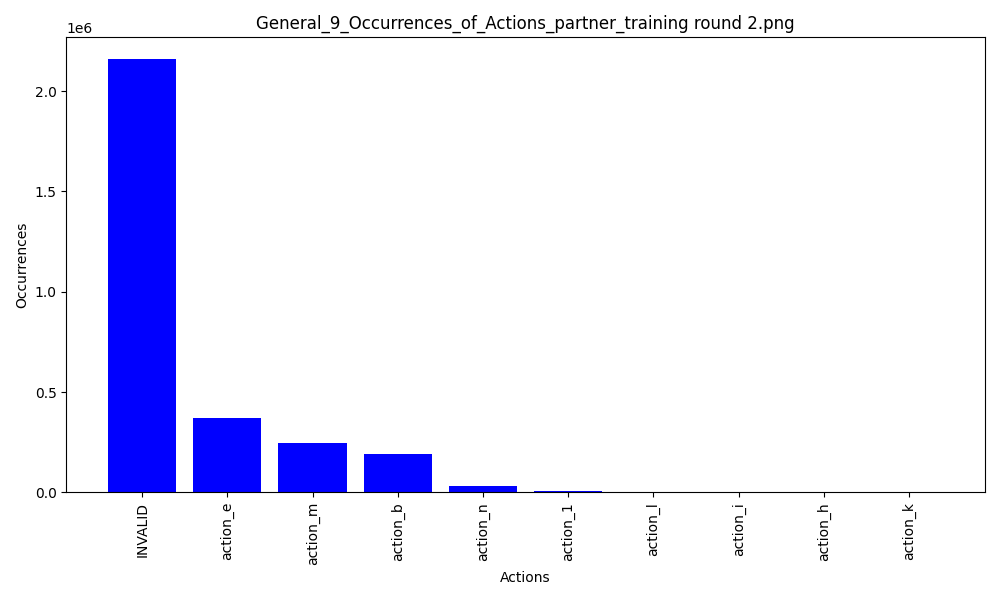 General_9_Occurrences_of_Actions_partner_training round 2.png
1e6
2.0
1.5
1.0
0.5
0.0
Occurrences
INVALID
action_e
action_m
action_b
action_n
action_1
action_l
action_i
action_h
action_k
Actions